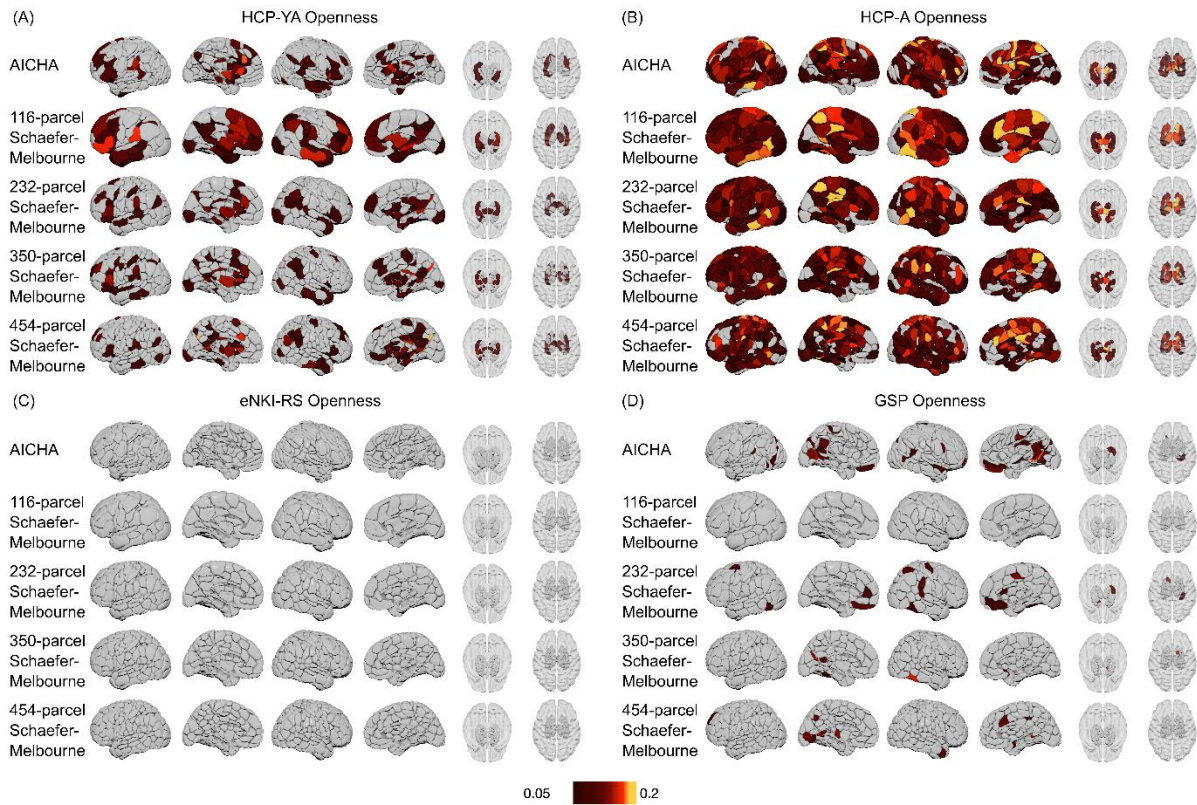 (A) HCP-YA Openness
AICHA
116-parcel
Schaefer-
Melbourne
232-parcel
Schaefer-
Melbourne
350-parcel
Schaefer-
Melbourne
454-parcel
Schaefer-
Melbourne
(B) HCP-A Openness
AICHA
116-parcel
Schaefer-
Melbourne
232-parcel
Schaefer-
Melbourne
350-parcel
Schaefer-
Melbourne
454-parcel
Schaefer-
Melbourne
(C) eNKI-RS Openness
AICHA
116-parcel
Schaefer-
Melbourne
232-parcel
Schaefer-
Melbourne
350-parcel
Schaefer-
Melbourne
454-parcel
Schaefer-
Melbourne
(D) GSP Openness
AICHA
116-parcel
Schaefer-
Melbourne
232-parcel
Schaefer-
Melbourne
350-parcel
Schaefer-
Melbourne
454-parcel
Schaefer-
Melbourne
0.05 0.2